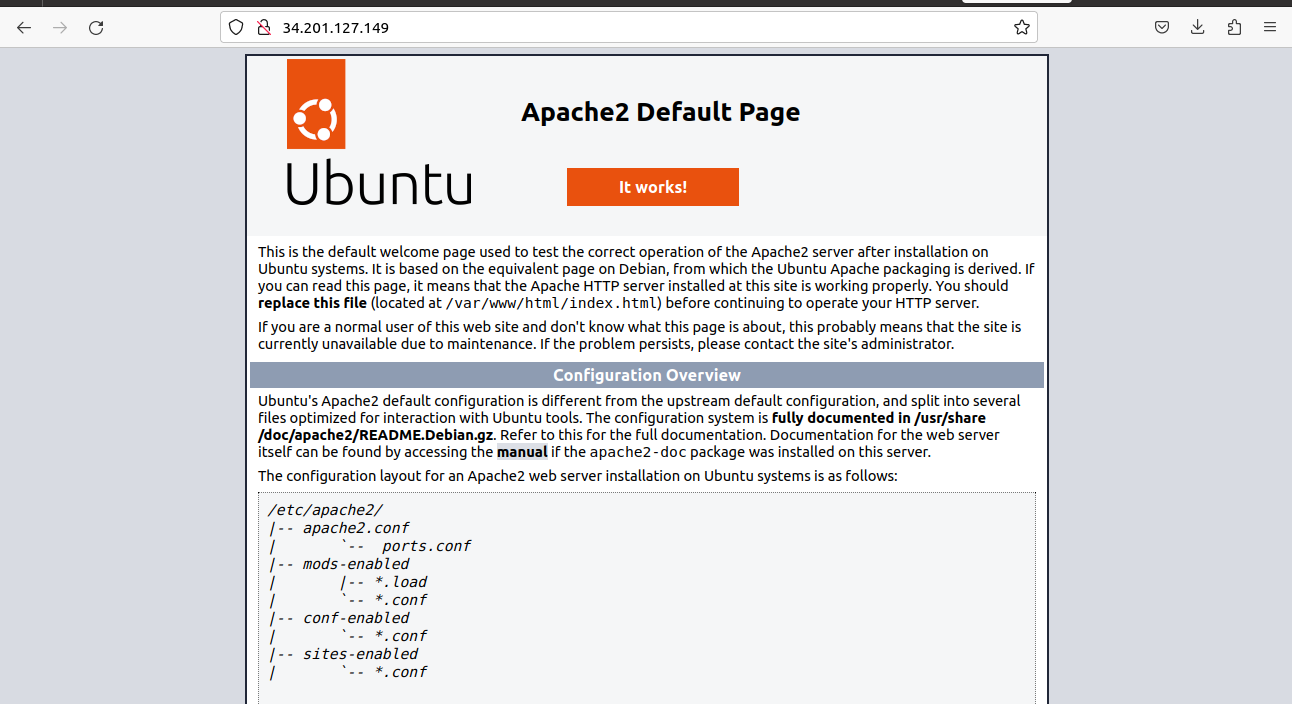 34.201.127.149
Apache2 Default Page
Ubuntu
It works!
This is the default welcome page used to test the correct operation of the Apache2 server after installation on
Ubuntu systems. It is based on the equivalent page on Debian, from which the Ubuntu Apache packaging is derived. If
you can read this page, it means that the Apache HTTP server installed at this site is working properly. You should
replace this file (located at /var/www/html/index.html) before continuing to operate your HTTP server.
If you are a normal user of this web site and don't know what this page is about, this probably means that the site is
currently unavailable due to maintenance. If the problem persists, please contact the site's administrator.
Configuration Overview
Ubuntu's Apache2 default configuration is different from the upstream default configuration, and split into several
files optimized for interaction with Ubuntu tools. The configuration system is fully documented in /usr/share
/doc/apache2/README.Debian.gz. Refer to this for the full documentation. Documentation for the web server
itself can be found by accessing the manual if the apache2-doc package was installed on this server.
The configuration layout for an Apache2 web server installation on Ubuntu systems is as follows:
/etc/apache2/
|-- apache2.conf
|       `--  ports.conf
|-- mods-enabled
|       |-- *.load
|       `-- *.conf
|-- conf-enabled
|       `-- *.conf
|-- sites-enabled
|       `-- *.conf